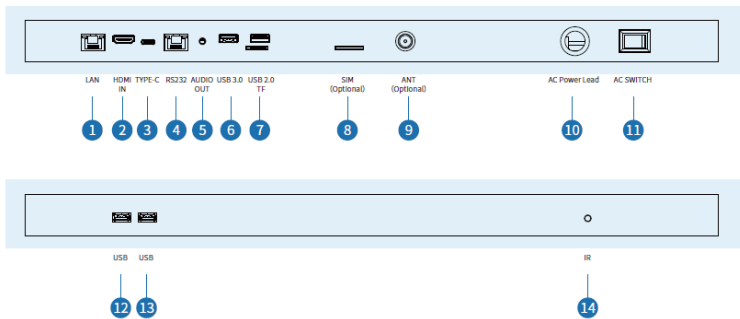 LAN HDMI TYPE-C RS232 AUDIO USB 3.0 USB 2.0 SIM ANT AC Power Lead AC SWITCH
IN OUT TF (Optional) (Optional)
1 2 3 4 5 6 7 8 9 10 11
USB USB IR
12 13 14